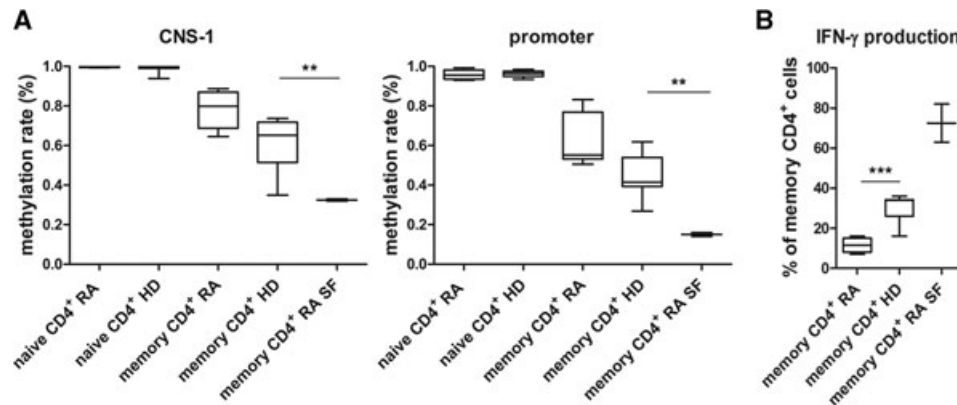 A
CNS-1
methylation rate (%)
1.0
0.8
0.6
0.4
0.2
0.0
**
naive CD4+ RA
naive CD4+ HD
memory CD4+ RA
memory CD4+ HD
memory CD4+ RA SF
promoter
methylation rate (%)
1.0
0.8
0.6
0.4
0.2
0.0
**
naive CD4+ RA
naive CD4+ HD
memory CD4+ RA
memory CD4+ HD
memory CD4+ RA SF
B
IFN-γ production
% of memory CD4+ cells
100
80
60
40
20
0
***
memory CD4+ RA
memory CD4+ HD
memory CD4+ RA SF